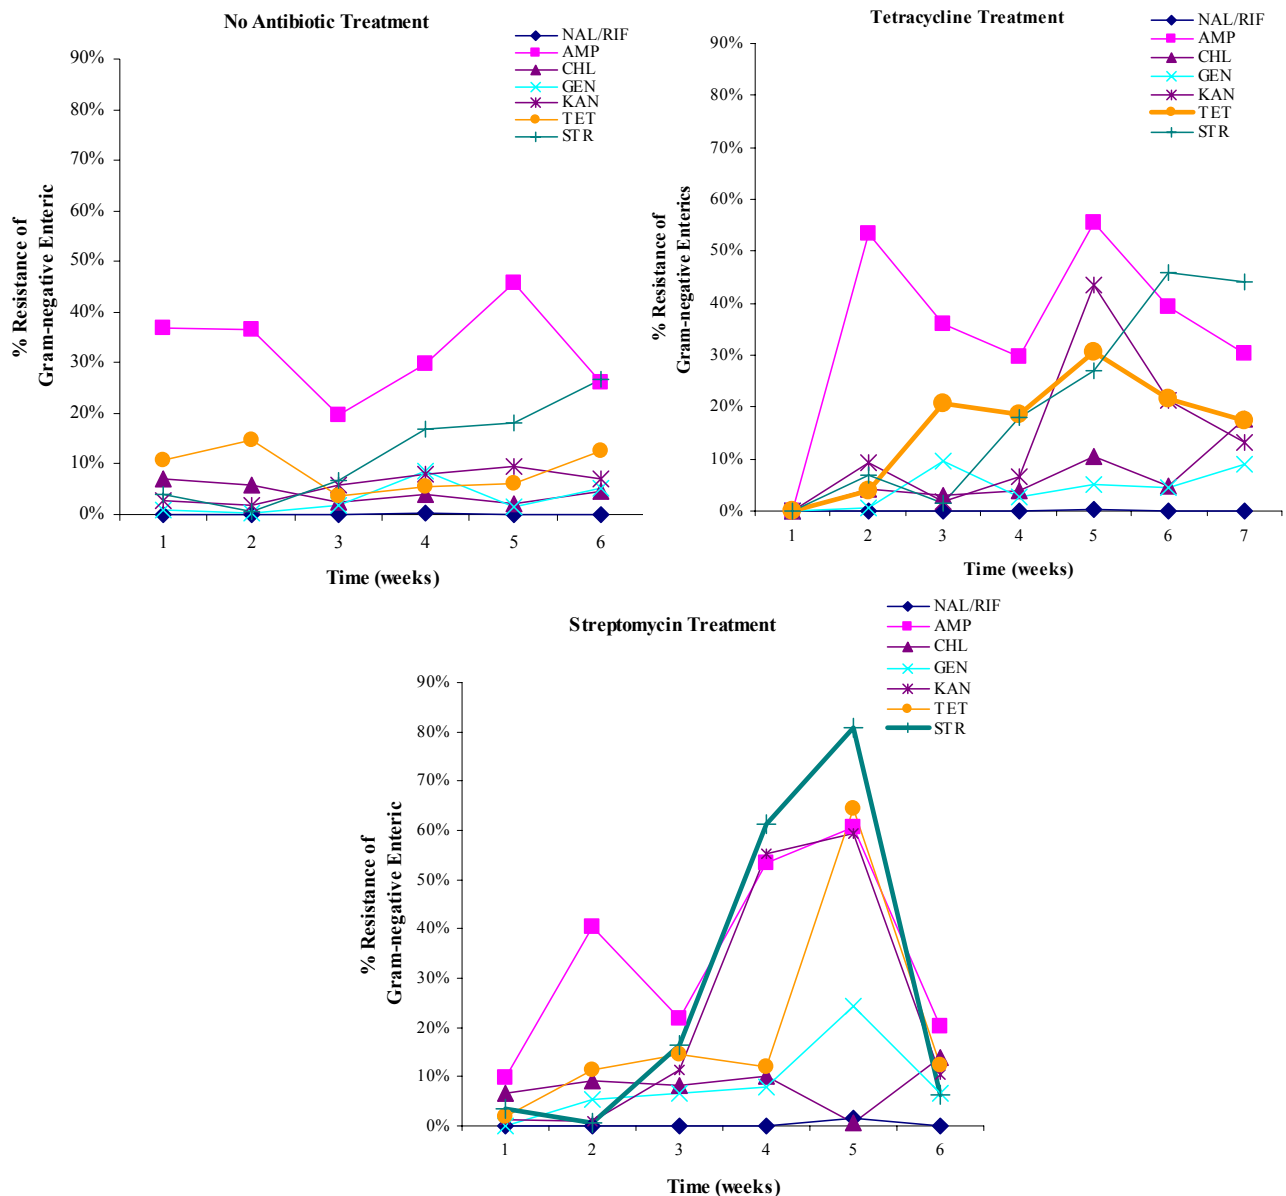 No Antibiotic Treatment
NAL/RIF
AMP
CHL
GEN
KAN
TET
STR
90%
80%
70%
60%
50%
40%
30%
20%
10%
0%
% Resistance of
Gram-negative Enteric
1 2 3 4 5 6
Time (weeks)
Tetracycline Treatment
NAL/RIF
AMP
CHL
GEN
KAN
TET
STR
90%
80%
70%
60%
50%
40%
30%
20%
10%
0%
% Resistance of
Gram-negative Enterics
1 2 3 4 5 6 7
Time (weeks)
Streptomycin Treatment
NAL/RIF
AMP
CHL
GEN
KAN
TET
STR
90%
80%
70%
60%
50%
40%
30%
20%
10%
0%
% Resistance of
Gram-negative Enteric
1 2 3 4 5 6
Time (weeks)